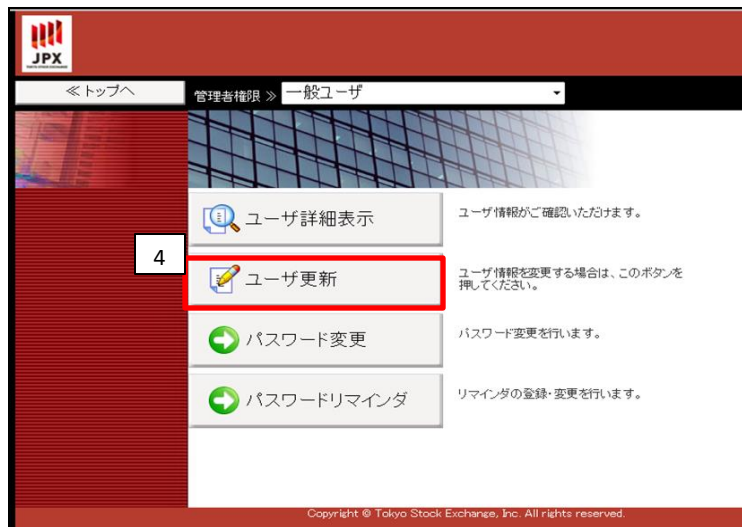 JPX
TOKYO STOCK EXCHANGE
≪トップへ
管理者権限 ≫ 一般ユーザ
ユーザ詳細表示
ユーザ情報がご確認いただけます。
4
ユーザ更新
ユーザ情報を変更する場合は、このボタンを
押してください。
パスワード変更
パスワード変更を行います。
パスワードリマインダ
リマインダの登録・変更を行います。
Copyright © Tokyo Stock Exchange, Inc. All rights reserved.